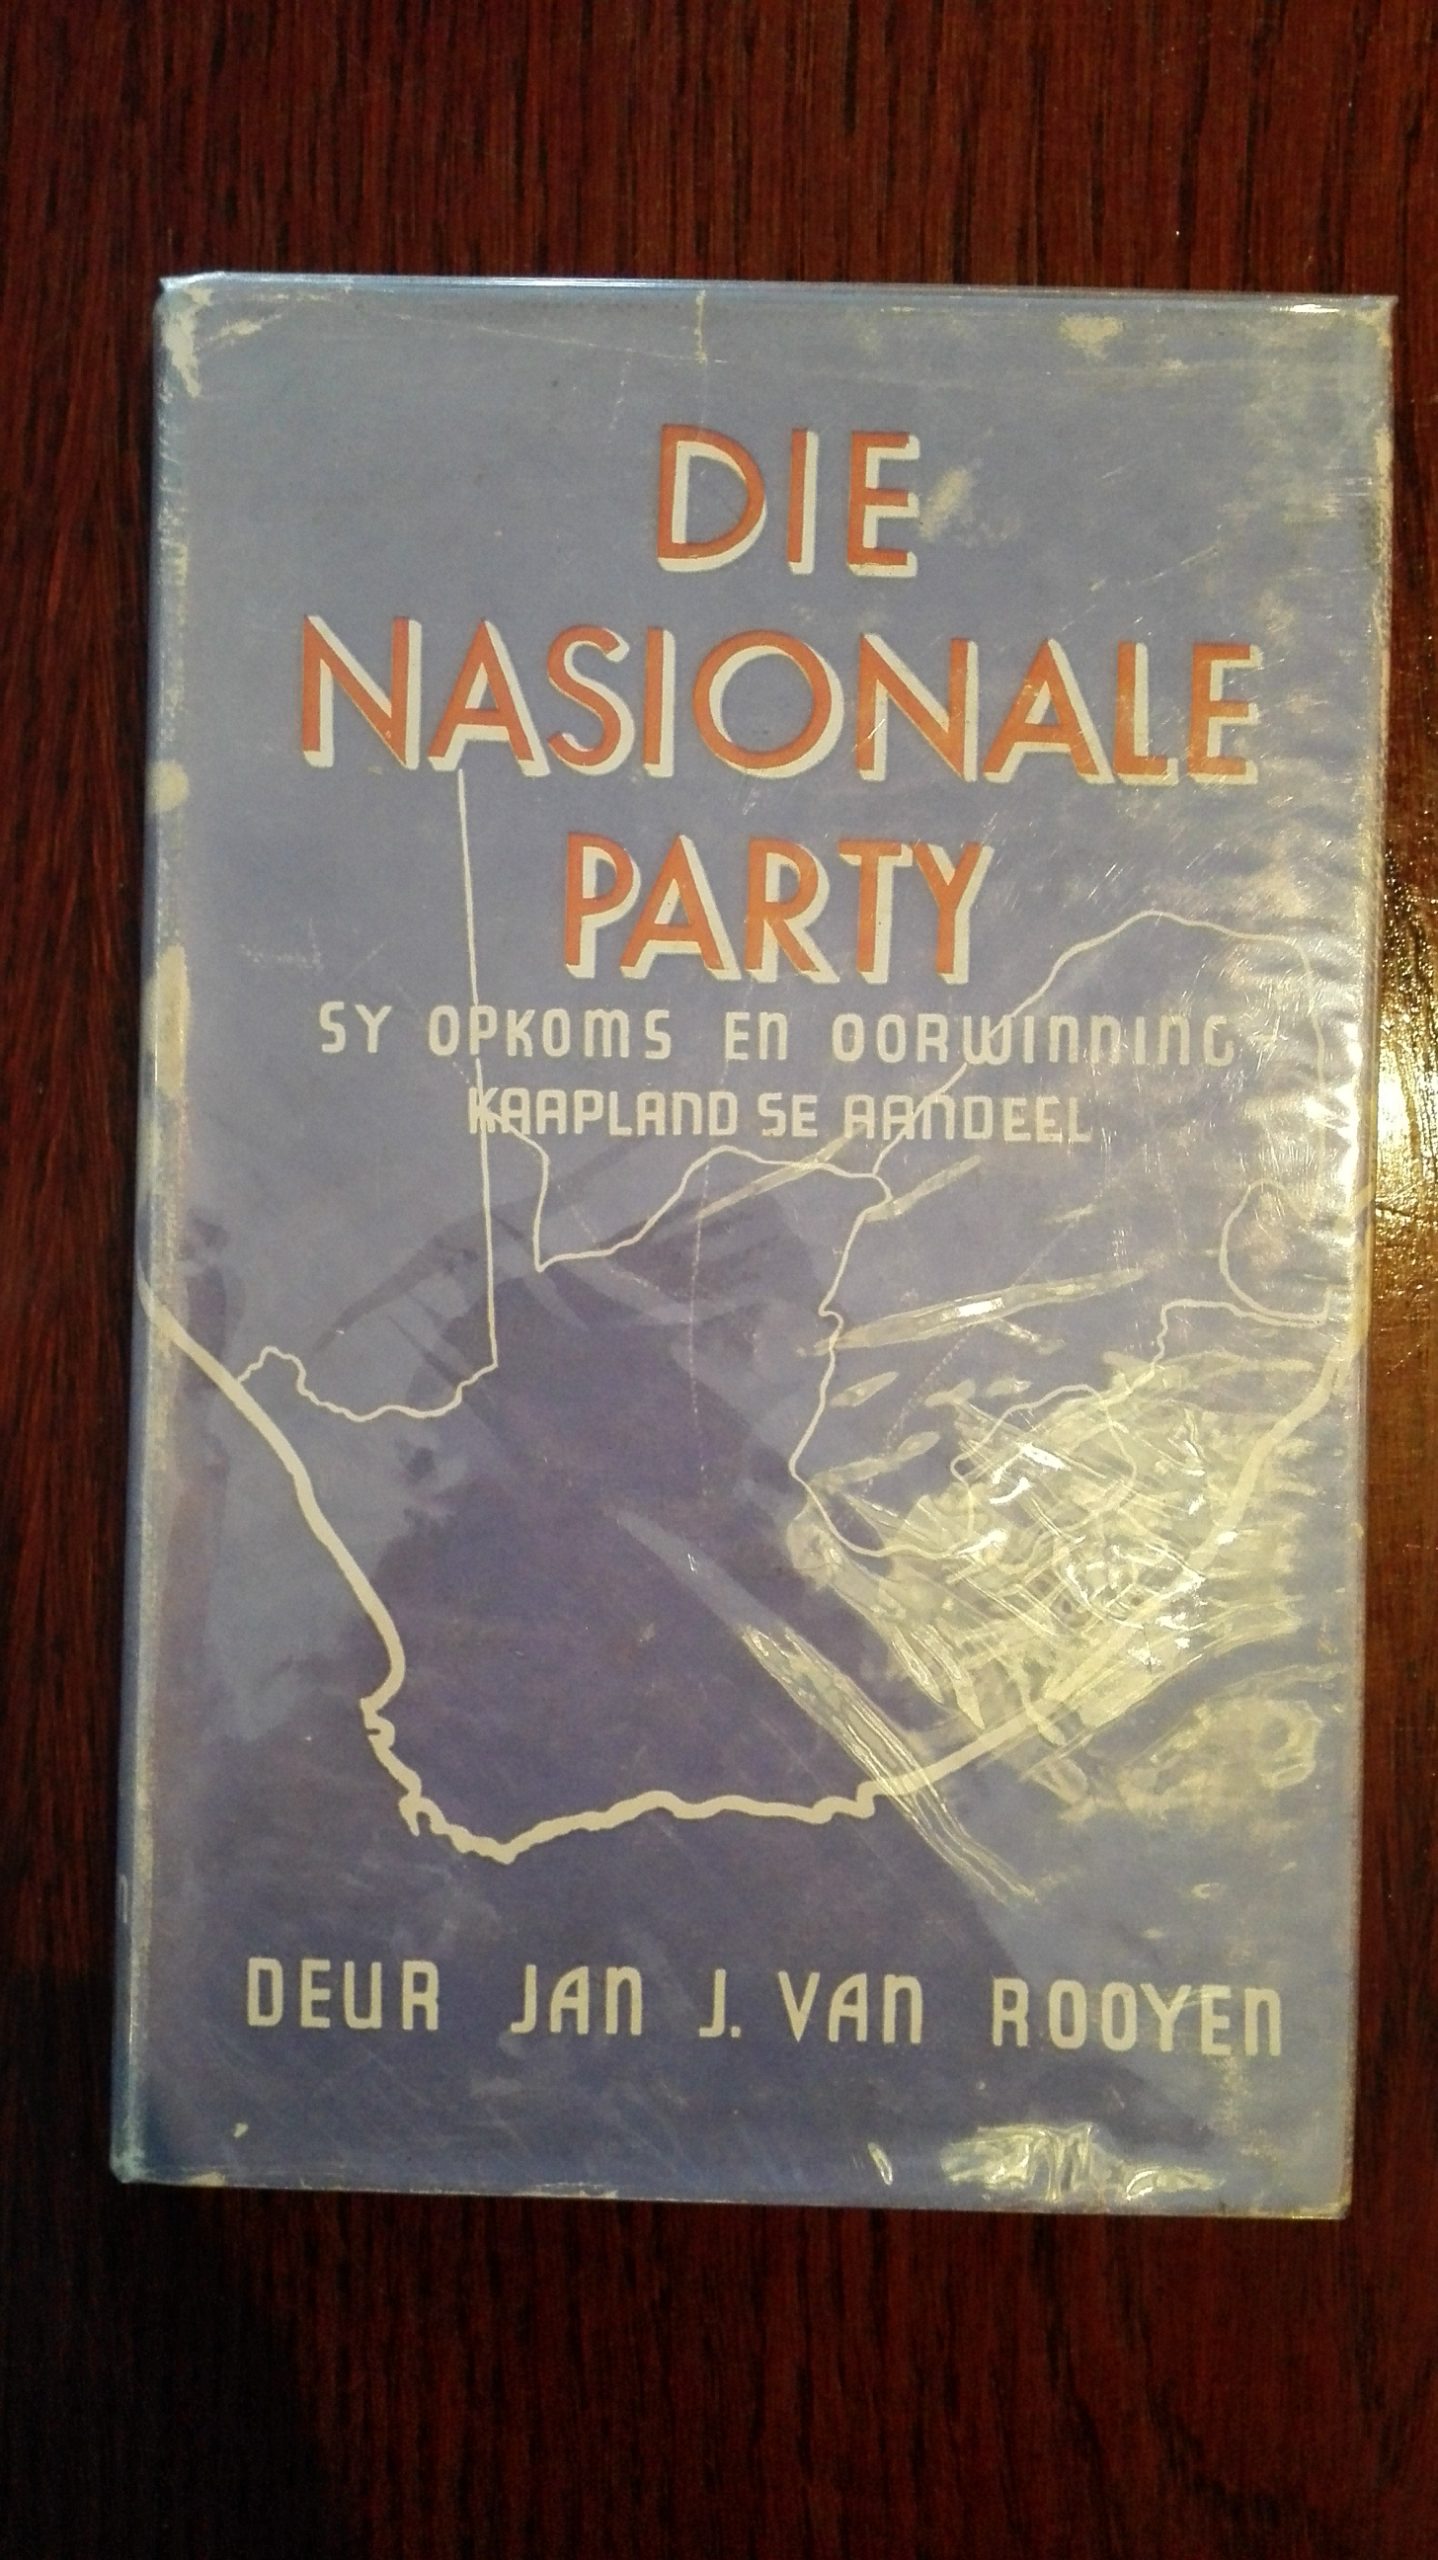 DIE
NASIONALE
PARTY
SY OPKOMS EN OORWINNING
KAAPLAND SE AANDEEL
DEUR JAN J. VAN ROOYEN